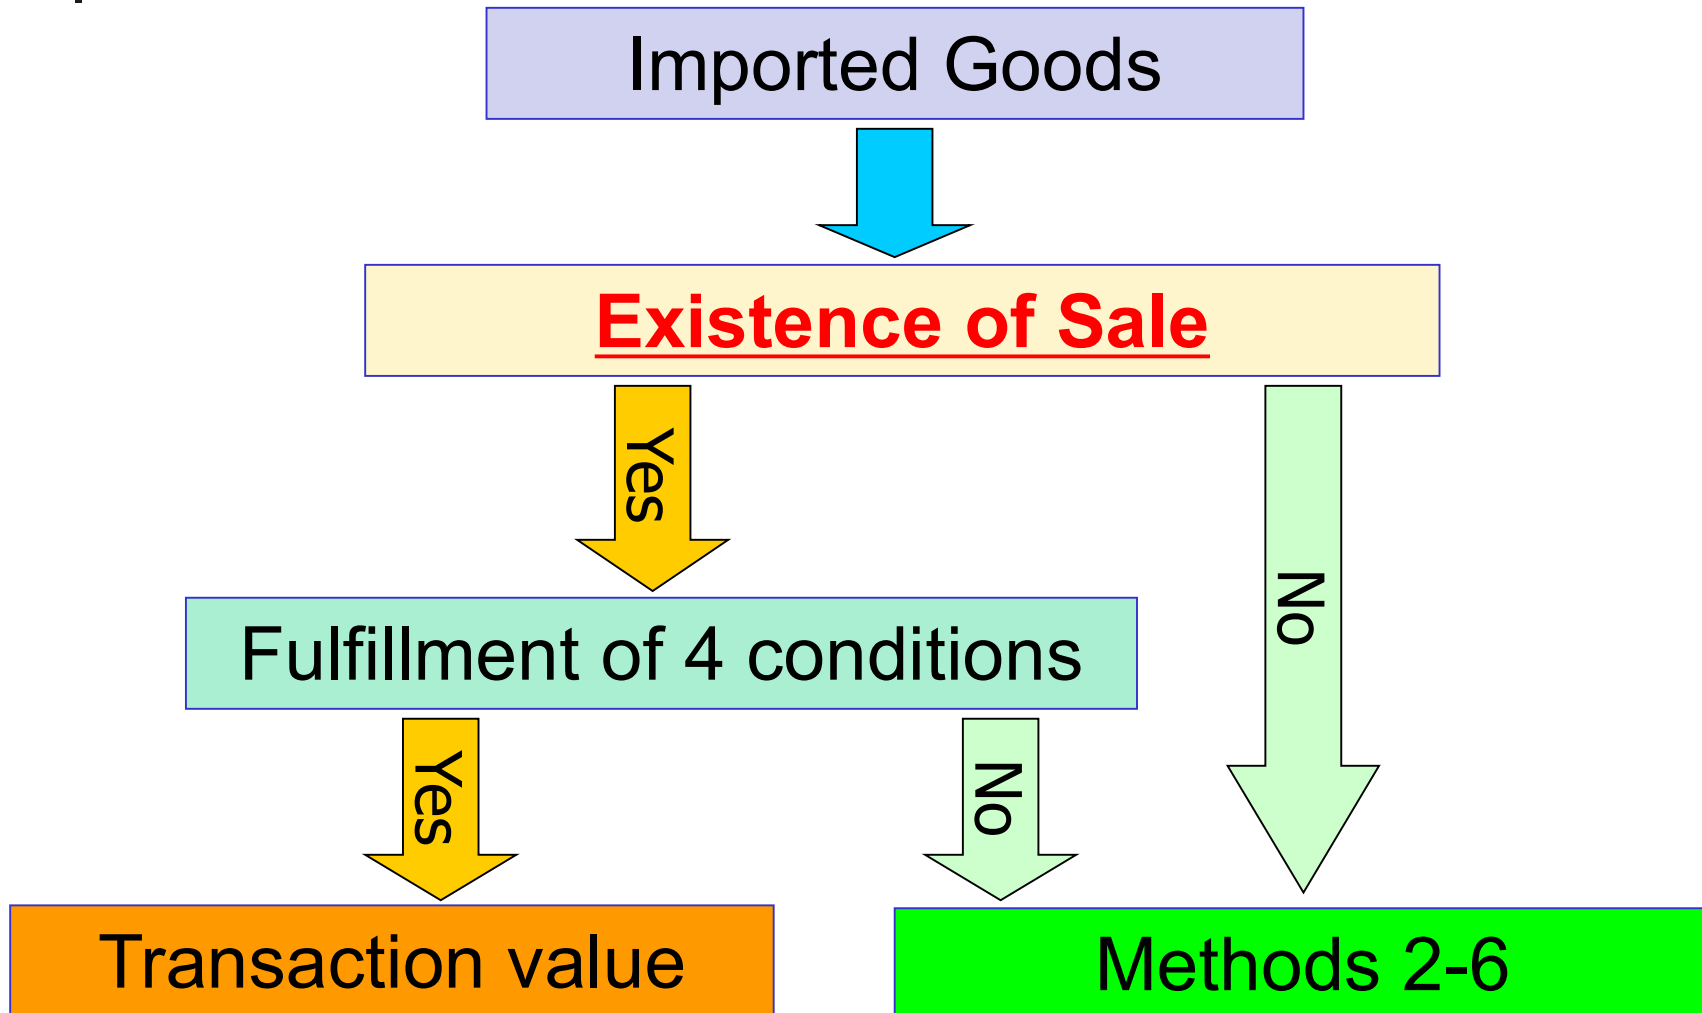 Imported Goods
Existence of Sale
Yes
No
Fulfillment of 4 conditions
Yes
No
Transaction value
Methods 2-6